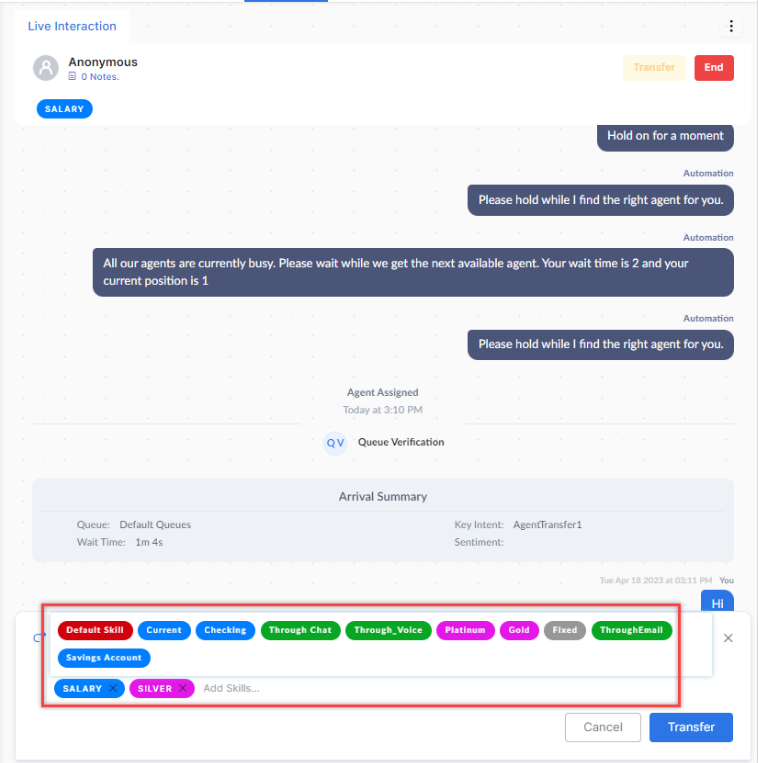 Live Interaction
Anonymous
0 Notes.
Transfer
End
SALARY
Hold on for a moment
Automation
Please hold while I find the right agent for you.
Automation
All our agents are currently busy. Please wait while we get the next available agent. Your wait time is 2 and your
current position is 1
Automation
Please hold while I find the right agent for you.
Agent Assigned
Today at 3:10 PM
QV Queue Verification
Arrival Summary
Queue: Default Queues
Key Intent: AgentTransfer1
Wait Time: 1m 4s
Sentiment:
Tue Apr 18 2023 at 03:11 PM You
Hi
Default Skill Current Checking Through Chat Through_Voice Platinum Gold Fixed ThroughEmail
Savings Account
SALARY × SILVER × Add Skills...
Cancel Transfer